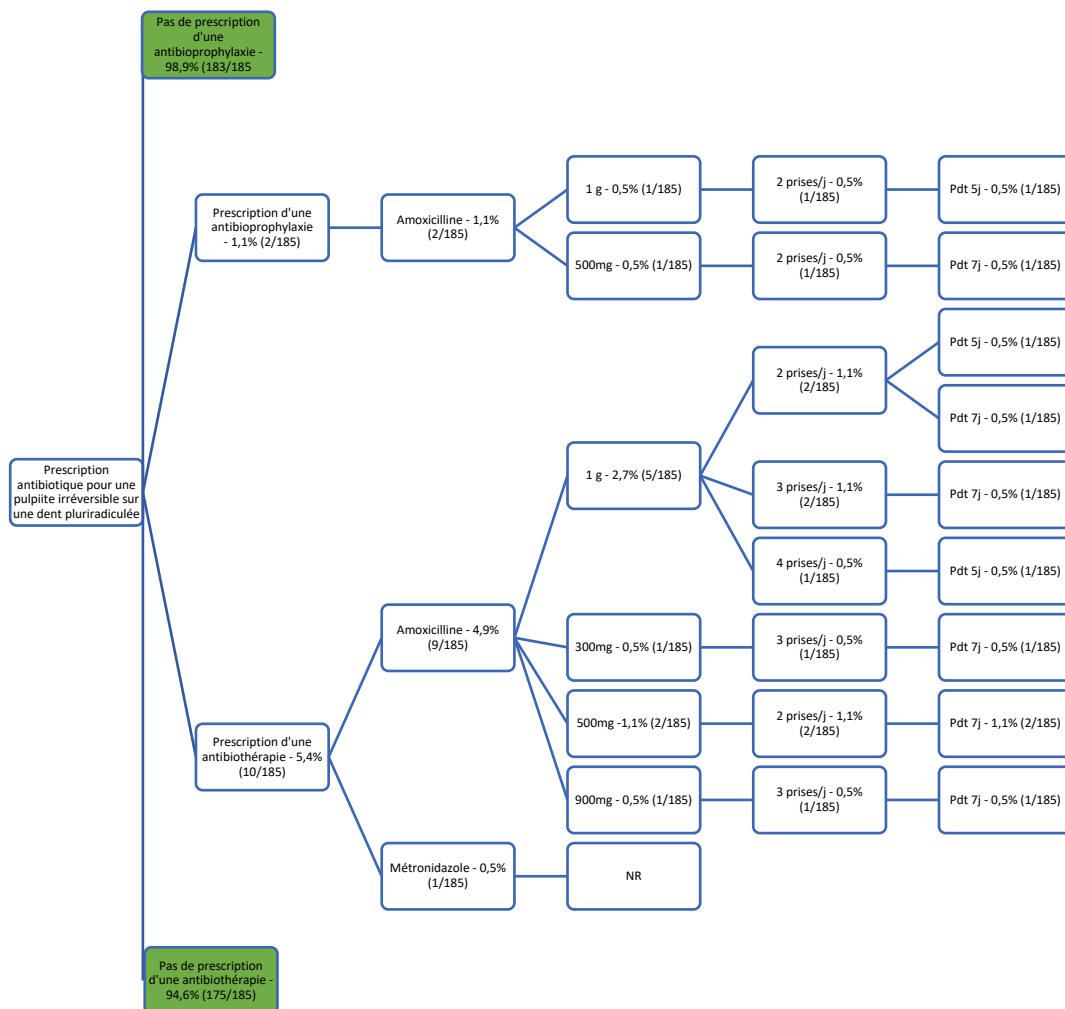 Pas de prescription
d'une
antibioprophylaxie -
98,9% (183/185
Prescription d'une
antibioprophylaxie
- 1,1% (2/185)
Amoxicilline - 1,1%
(2/185)
1 g - 0,5% (1/185)
2 prises/j - 0,5%
(1/185)
Pdt 5j - 0,5% (1/185)
500mg - 0,5% (1/185)
2 prises/j - 0,5%
(1/185)
Pdt 7j - 0,5% (1/185)
Prescription
antibiotique pour une
pulpiite irréversible sur
une dent pluriradiculée
Prescription d'une
antibiothérapie - 5,4%
(10/185)
Amoxicilline - 4,9%
(9/185)
1 g - 2,7% (5/185)
2 prises/j - 1,1%
(2/185)
Pdt 5j - 0,5% (1/185)
Pdt 7j - 0,5% (1/185)
3 prises/j - 1,1%
(2/185)
Pdt 7j - 0,5% (1/185)
4 prises/j - 0,5%
(1/185)
Pdt 5j - 0,5% (1/185)
300mg - 0,5% (1/185)
3 prises/j - 0,5%
(1/185)
Pdt 7j - 0,5% (1/185)
500mg -1,1% (2/185)
2 prises/j - 1,1%
(2/185)
Pdt 7j - 1,1% (2/185)
900mg - 0,5% (1/185)
3 prises/j - 0,5%
(1/185)
Pdt 7j - 0,5% (1/185)
Métronidazole - 0,5%
(1/185)
NR
Pas de prescription
d'une antibiothérapie -
94,6% (175/185)